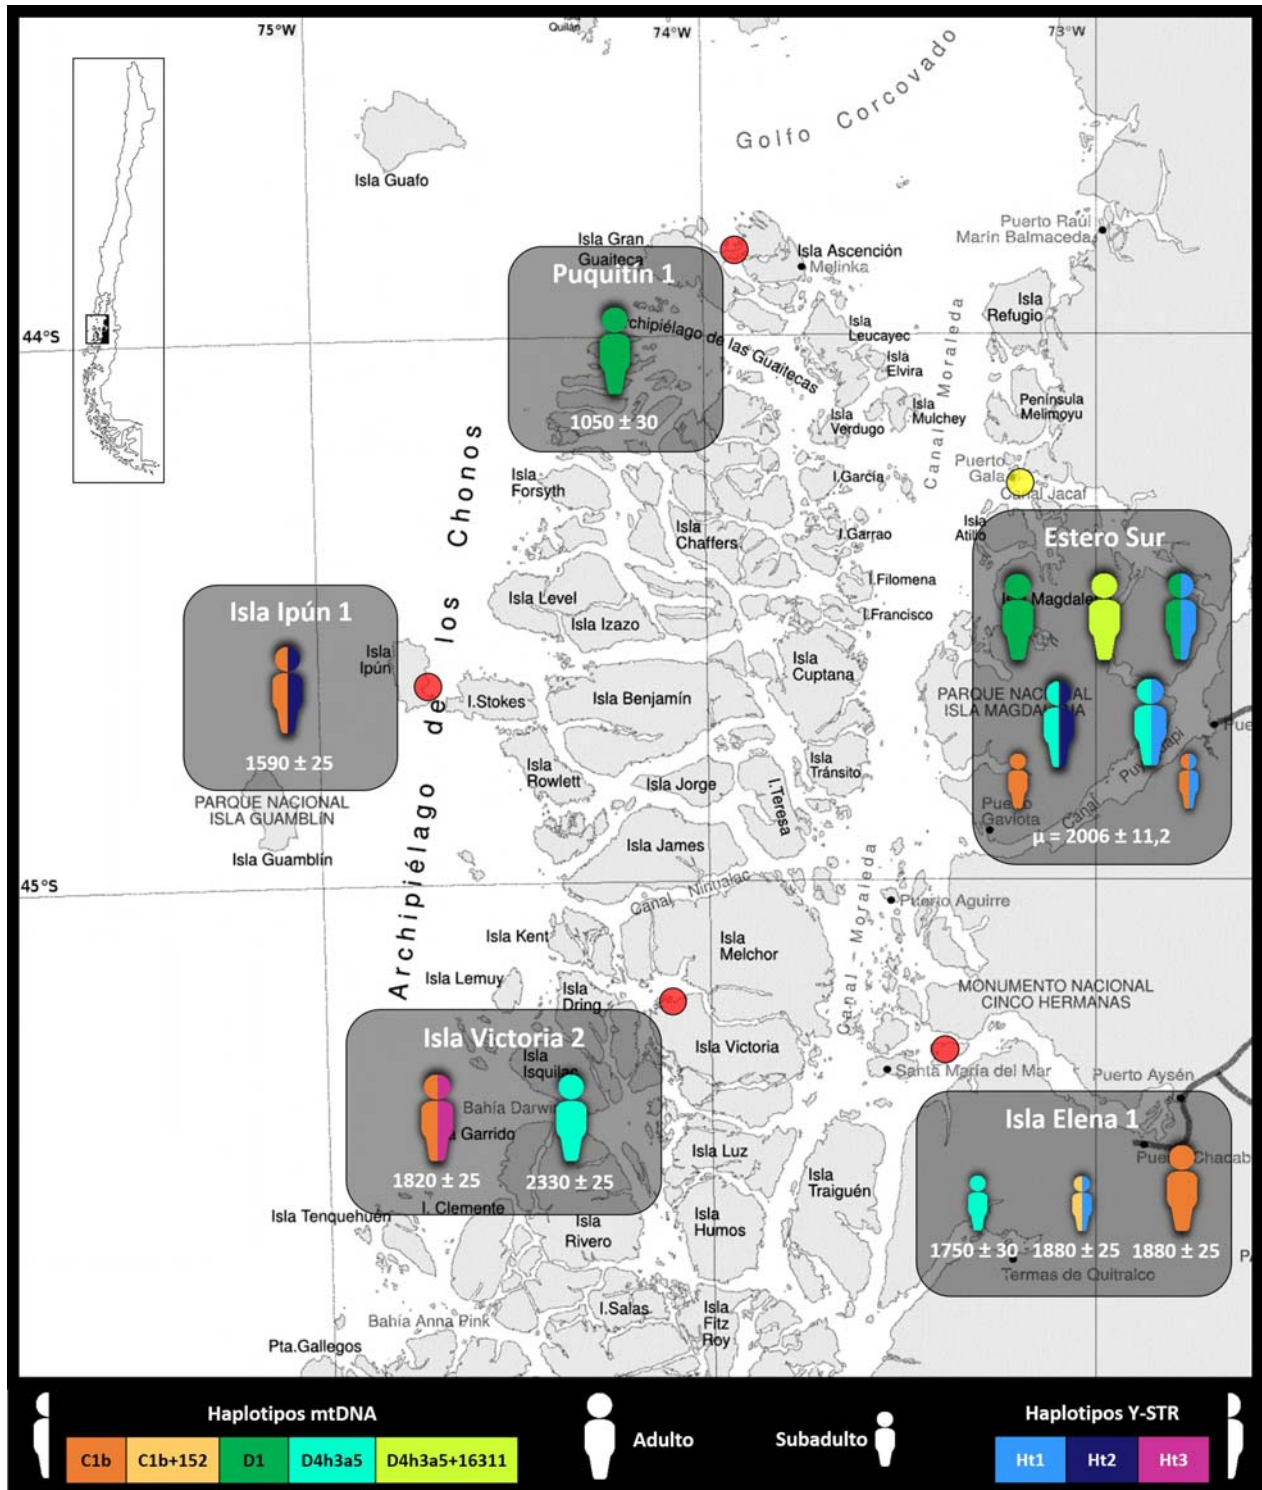 75°W
Quilán
74°W
73°W
Golfo Corcovado
Isla Guafo
Puerto Raúl
Marín Balmaceda
Isla Gran
Guaiteca
Isla Ascención
Melinka
Puquitín 1
Isla
Refugio
44°S
chipiélago de las Guaitecas
Isla
Leucayec
Isla
Elvira
Canal Moraleda
Península
Melimoyu
Isla
Mulchey
Isla
Verdugo
1050 ± 30
Puerto
Gala
Canal Jacaf
Isla
Forsyth
I.García
Isla
Chaffers
I.Garrao
Isla
Atilio
Estero Sur
Archipiélago de los Chonos
Isla Level
I.Filomena
Magdale
Isla Izazo
I.Francisco
Isla Ipún 1
Isla
Ipún
I.Stokes
Isla Benjamín
Isla
Cuptana
PARQUE NACIONAL
ISLA MAGDALENA
Pue
1590 ± 25
Isla
Rowlett
Isla Jorge
I.Teresa
Isla
Tránsito
Canal
Puerto
Gaviota
PARQUE NACIONAL
ISLA GUAMBLÍN
Isla Guamblín
Isla James
μ = 2006 ± 11,2
45°S
Canal Ninualac
Canal Moraleda
Puerto Aguirre
Isla Kent
Isla
Melchor
Isla Lemuy
Isla
Dring
MONUMENTO NACIONAL
CINCO HERMANAS
Isla Victoria 2
Isla
Isquilac
Isla Victoria
Santa María del Mar
Puerto Aysén
Bahía Darwin
a Garrido
Isla Elena 1
Isla Luz
Chacab
1820 ± 25 2330 ± 25
Isla
Traiguén
I. Clemente
Isla Tenquehuén
Isla
Rivero
Isla
Humos
1750 ± 30 1880 ± 25 1880 ± 25
Termas de Quitralco
I.Salas
Isla
Fitz
Roy
Bahía Anna Pink
Pta.Gallegos
Haplotipos mtDNA
C1b C1b+152 D1 D4h3a5 D4h3a5+16311
Adulto
Subadulto
Haplotipos Y-STR
Ht1 Ht2 Ht3